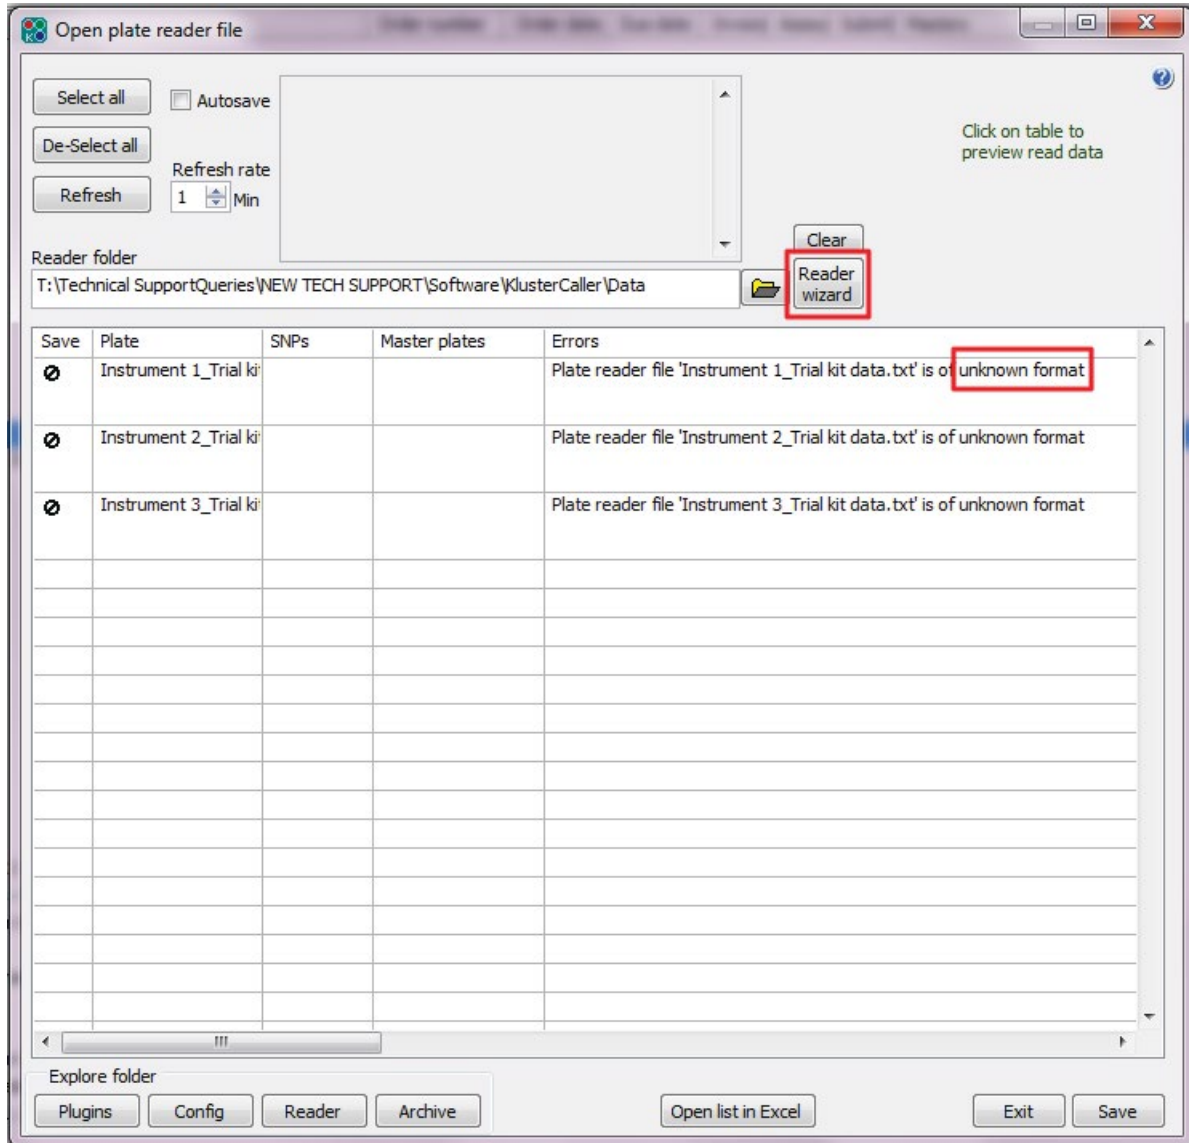 Open plate reader file
Select all
Autosave
De-Select all
Refresh rate
Refresh
1
Min
Click on table to
preview read data
Clear
Reader folder
T:\Technical SupportQueries\NEW TECH SUPPORT\Software\KlusterCaller\Data
Reader
wizard
Save Plate SNPs Master plates Errors
Instrument 1_Trial ki Plate reader file 'Instrument 1_Trial kit data.txt' is of unknown format
Instrument 2_Trial ki Plate reader file 'Instrument 2_Trial kit data.txt' is of unknown format
Instrument 3_Trial ki Plate reader file 'Instrument 3_Trial kit data.txt' is of unknown format
Explore folder
Plugins Config Reader Archive Open list in Excel Exit Save